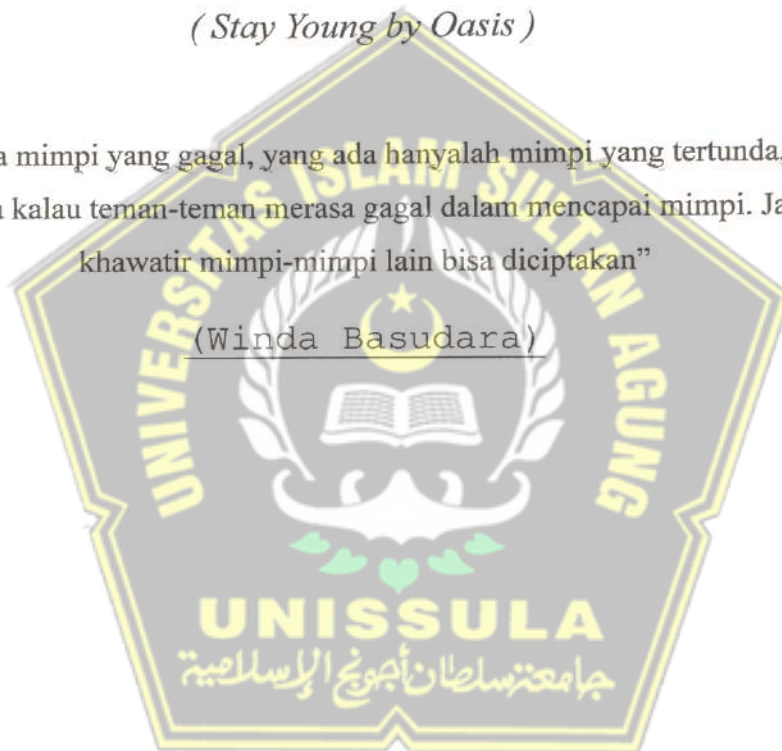 ( Stay Young by Oasis )
a mimpi yang gagal, yang ada hanyalah mimpi yang tertunda,
a kalau teman-teman merasa gagal dalam mencapai mimpi. Ja
khawatir mimpi-mimpi lain bisa diciptakan”
(Winda Basudara)
UNIVERSITAS ISLAM SULTAN AGUNG
UNISSULA
جامعة سلطان أجونج الإسلامية